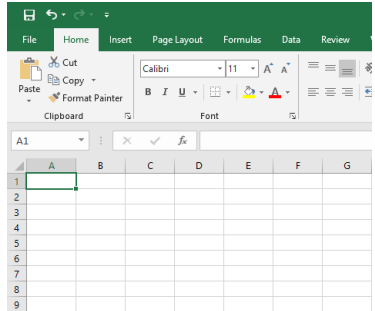 File Home Insert Page Layout Formulas Data Review
Cut
Copy
Format Painter
Paste
Calibri 11 A A
B I U A
Clipboard Font
A1 fx
A B C D E F G
1
2
3
4
5
6
7
8
9